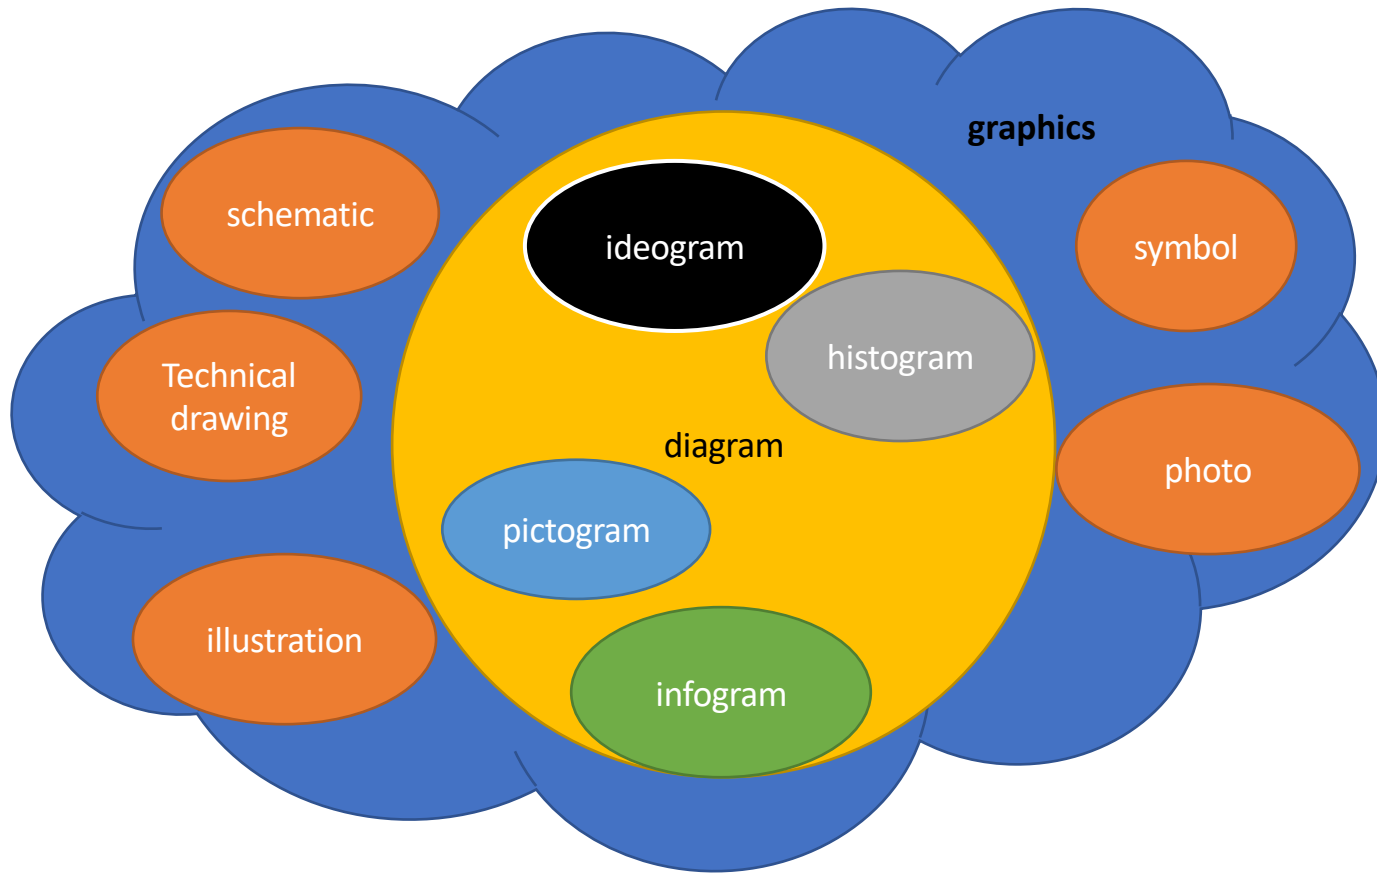 graphics
schematic
ideogram
symbol
histogram
Technical
drawing
diagram
photo
pictogram
illustration
infogram